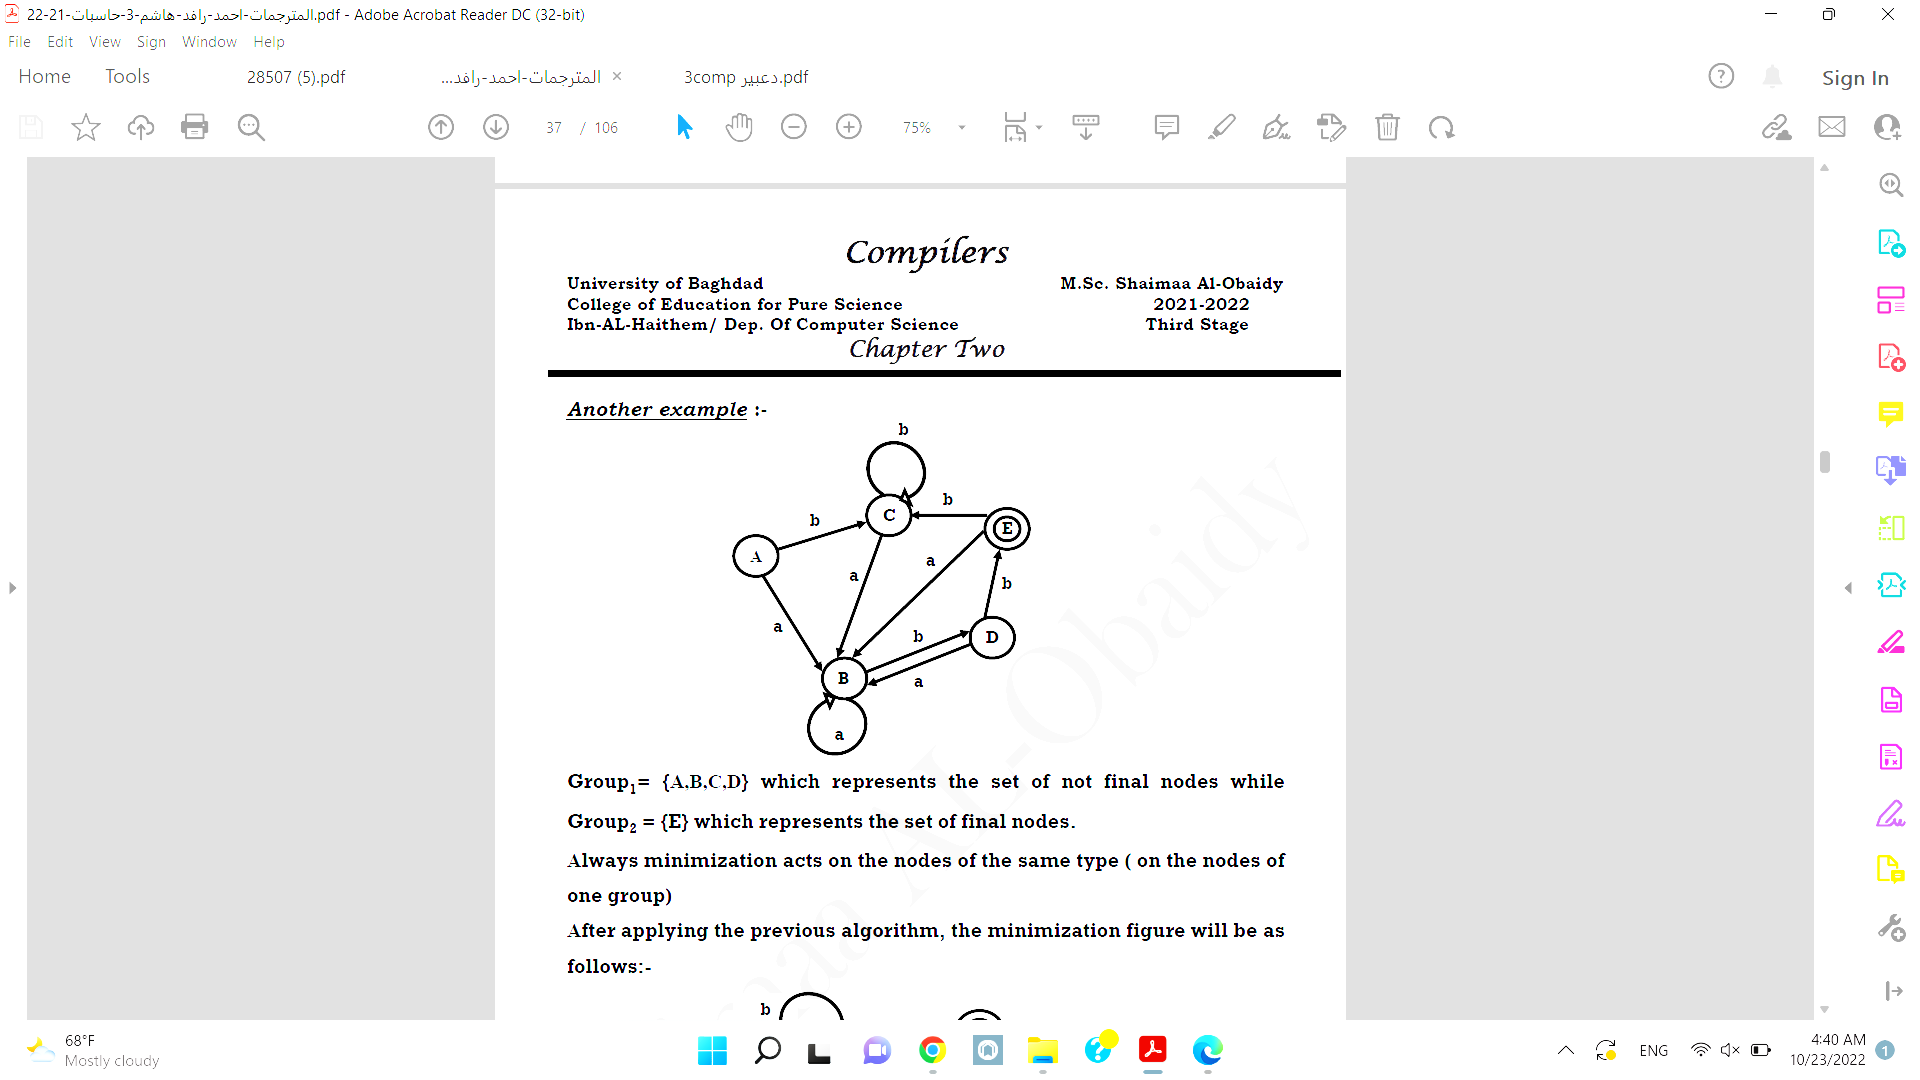 المترجمات-احمد-رافد-هاشم-3-حاسبات-21-22.pdf - Adobe Acrobat Reader DC (32-bit)
File Edit View Sign Window Help
Home Tools 28507 (5).pdf المترجمات-احمد-رافد... × 3comp دعبير.pdf Sign In
37 / 106 75%
Compilers
University of Baghdad M.Sc. Shaimaa Al-Obaidy
College of Education for Pure Science 2021-2022
Ibn-AL-Haithem/ Dep. Of Computer Science Third Stage
Chapter Two
Another example :-
b
C b E
b
A
a a b
a b D
B a
a
Group1= {A,B,C,D} which represents the set of not final nodes while
Group2 = {E} which represents the set of final nodes.
Always minimization acts on the nodes of the same type ( on the nodes of
one group)
After applying the previous algorithm, the minimization figure will be as
follows:-
b
AL-Obaidy
68°F
Mostly cloudy
ENG
4:40 AM
10/23/2022
1